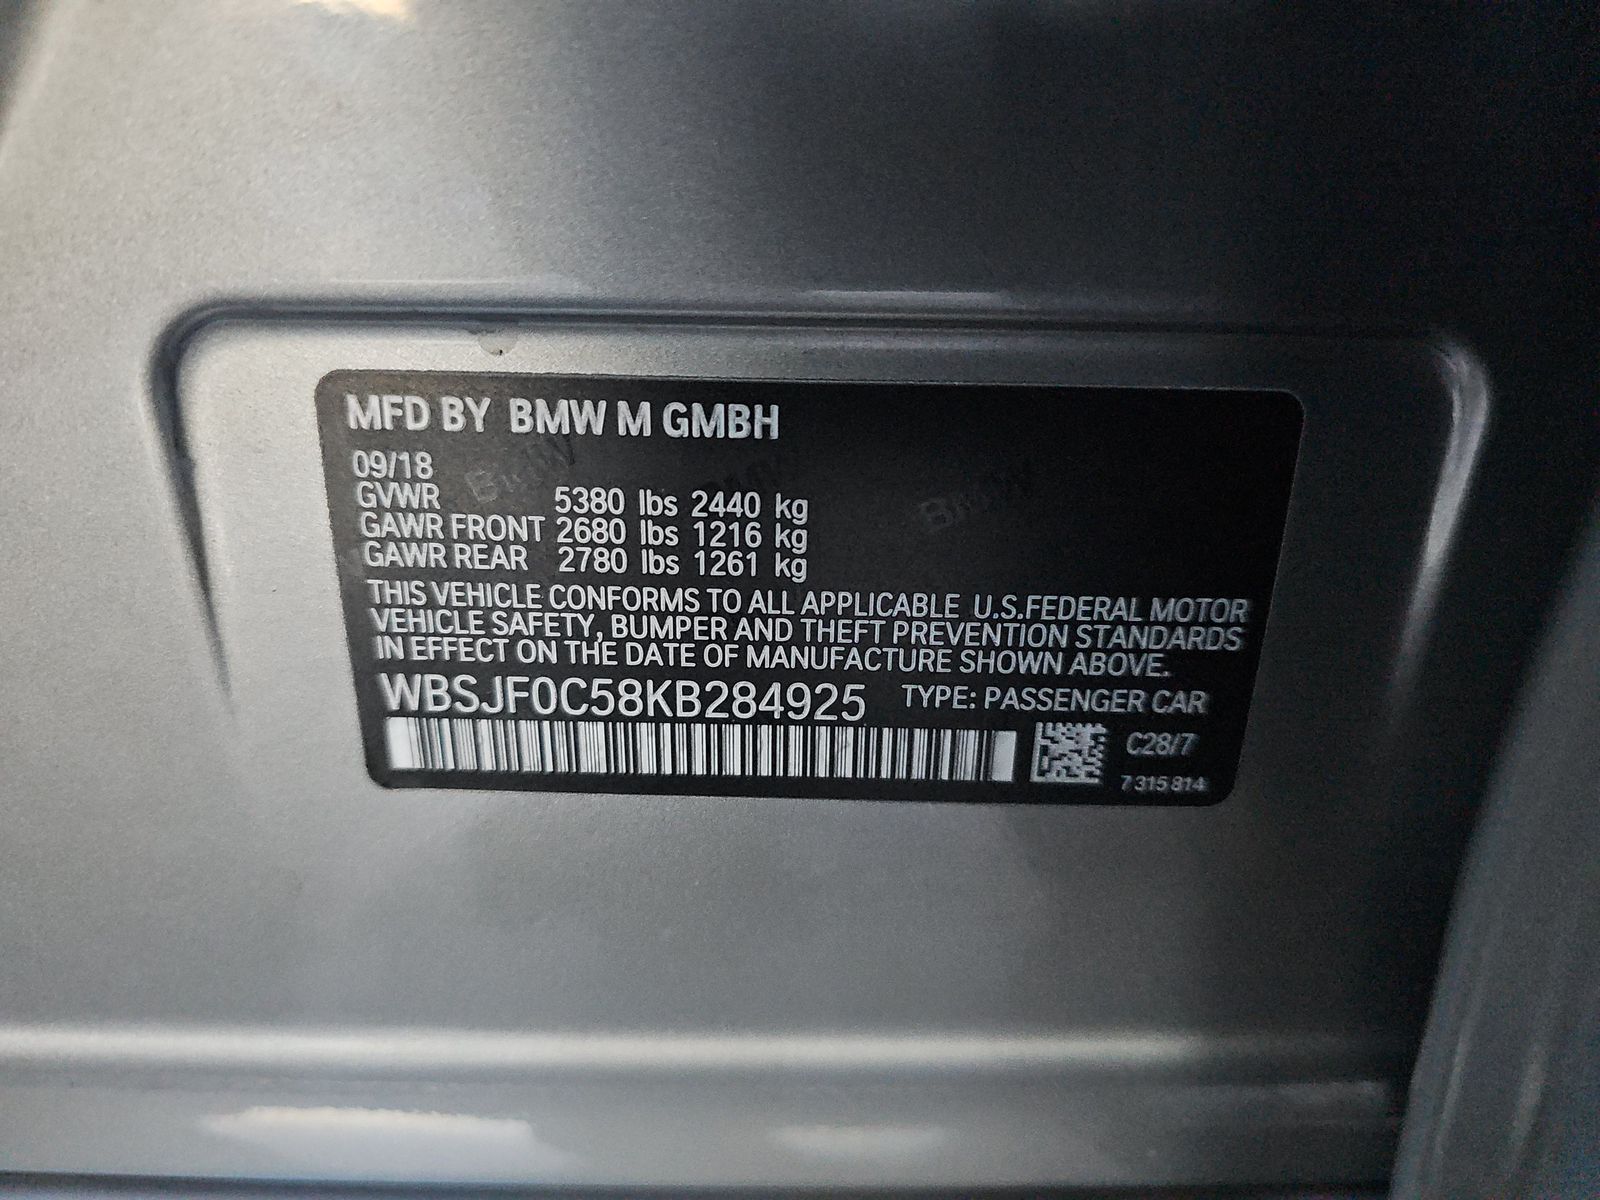 MFD BY BMW M GMBH
09/18
GVWR 5380 lbs 2440 kg
GAWR FRONT 2680 lbs 1216 kg
GAWR REAR 2780 lbs 1261 kg
THIS VEHICLE CONFORMS TO ALL APPLICABLE U.S.FEDERAL MOTOR
VEHICLE SAFETY, BUMPER AND THEFT PREVENTION STANDARDS
IN EFFECT ON THE DATE OF MANUFACTURE SHOWN ABOVE.
WBSJF0C58KB284925 TYPE: PASSENGER CAR
C28/7
7 315 814